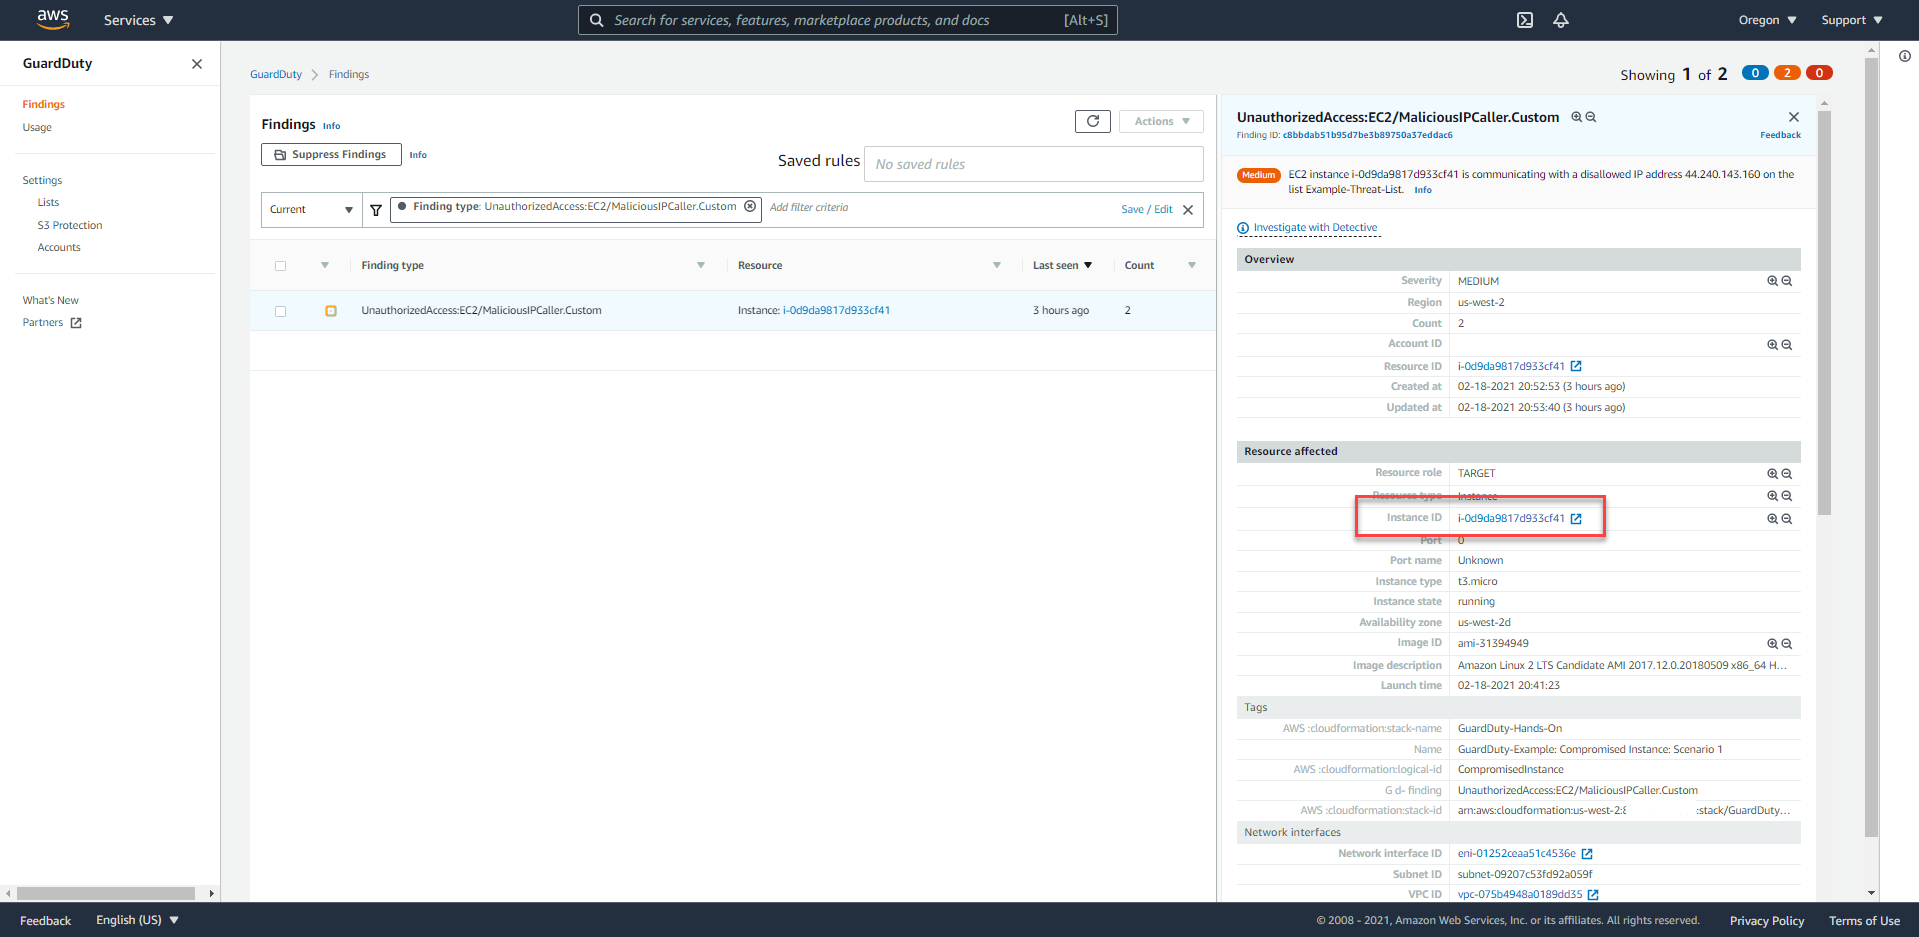 aws Services Search for services, features, marketplace products, and docs [Alt+S] Oregon Support
GuardDuty
Findings
Usage
Settings
Lists
S3 Protection
Accounts
What's New
Partners
GuardDuty Findings
Showing 1 of 2 0 2 0
Findings Info
Actions
Suppress Findings Info
Saved rules No saved rules
Current Finding type: UnauthorizedAccess:EC2/MaliciousIPCaller.Custom Add filter criteria Save / Edit
Finding type Resource Last seen Count
UnauthorizedAccess:EC2/MaliciousIPCaller.Custom Instance: i-0d9da9817d933cf41 3 hours ago 2
UnauthorizedAccess:EC2/MaliciousIPCaller.Custom
Finding ID: c8bbdab51b95d7be3b89750a37eddac6 Feedback
Medium EC2 instance i-0d9da9817d933cf41 is communicating with a disallowed IP address 44.240.143.160 on the
list Example-Threat-List. Info
Investigate with Detective
Overview
Severity MEDIUM
Region us-west-2
Count 2
Account ID
Resource ID i-0d9da9817d933cf41
Created at 02-18-2021 20:52:53 (3 hours ago)
Updated at 02-18-2021 20:53:40 (3 hours ago)
Resource affected
Resource role TARGET
Resource type Instance
Instance ID i-0d9da9817d933cf41
Port 0
Port name Unknown
Instance type t3.micro
Instance state running
Availability zone us-west-2d
Image ID ami-31394949
Image description Amazon Linux 2 LTS Candidate AMI 2017.12.0.20180509 x86_64 H...
Launch time 02-18-2021 20:41:23
Tags
AWS :cloudformation:stack-name GuardDuty-Hands-On
Name GuardDuty-Example: Compromised Instance: Scenario 1
AWS :cloudformation:logical-id CompromisedInstance
G d- finding UnauthorizedAccess:EC2/MaliciousIPCaller.Custom
AWS :cloudformation:stack-id arn:aws:cloudformation:us-west-2:8 :stack/GuardDuty...
Network interfaces
Network interface ID eni-01252ceaa51c4536e
Subnet ID subnet-09207c53fd92a059f
VPC ID vpc-075b4948a0189dd35
Feedback English (US) © 2008 - 2021, Amazon Web Services, Inc. or its affiliates. All rights reserved. Privacy Policy Terms of Use